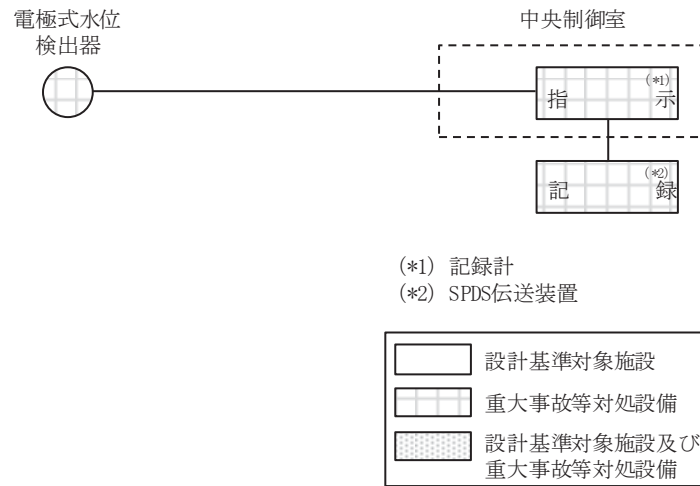 電極式水位
検出器
中央制御室
(*1)
指 示
(*2)
記 録
(*1) 記録計
(*2) SPDS伝送装置
設計基準対象施設
重大事故等対処設備
設計基準対象施設及び
重大事故等対処設備